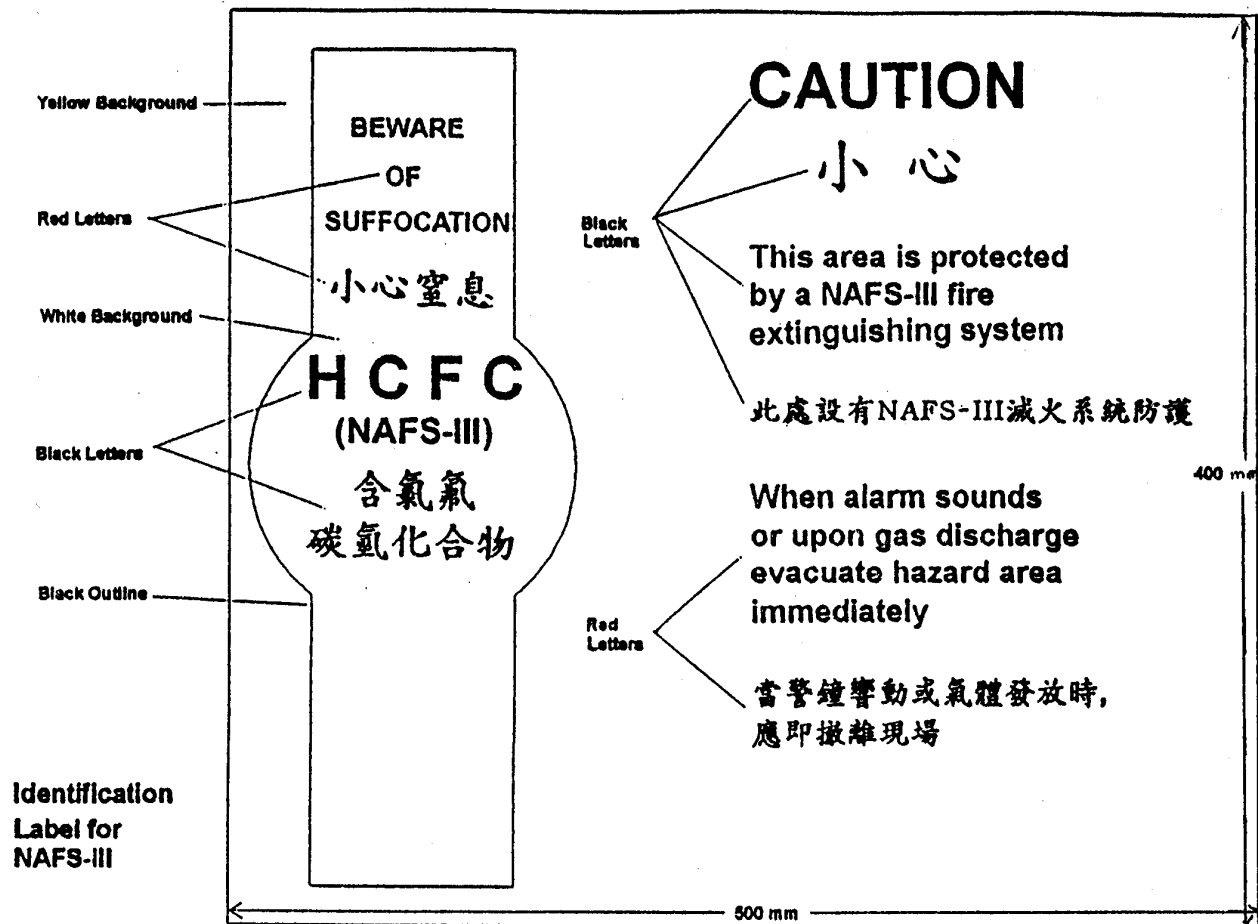 Yellow Background
Red Letters
White Background
Black Letters
Black Outline
Identification
Label for
NAFS-III
BEWARE
OF
SUFFOCATION
小心窒息
H C F C
(NAFS-III)
含氯氟
碳氫化合物
Black
Letters
Red
Letters
CAUTION
小 心
This area is protected
by a NAFS-III fire
extinguishing system
此處設有NAFS-III滅火系統防護
When alarm sounds
or upon gas discharge
evacuate hazard area
immediately
當警鐘響動或氣體發放時,
應即撤離現場
500 mm